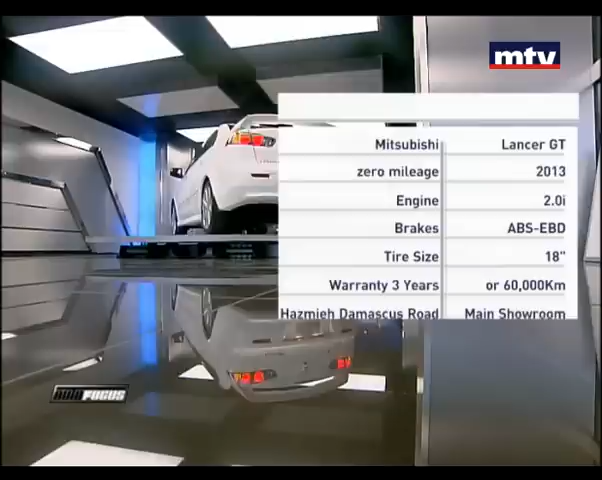 mtv
Mitsubishi Lancer GT
zero mileage 2013
Engine 2.0i
Brakes ABS-EBD
Tire Size 18"
Warranty 3 Years or 60,000Km
Hazmieh Damascus Road Main Showroom
AUTO FOCUS